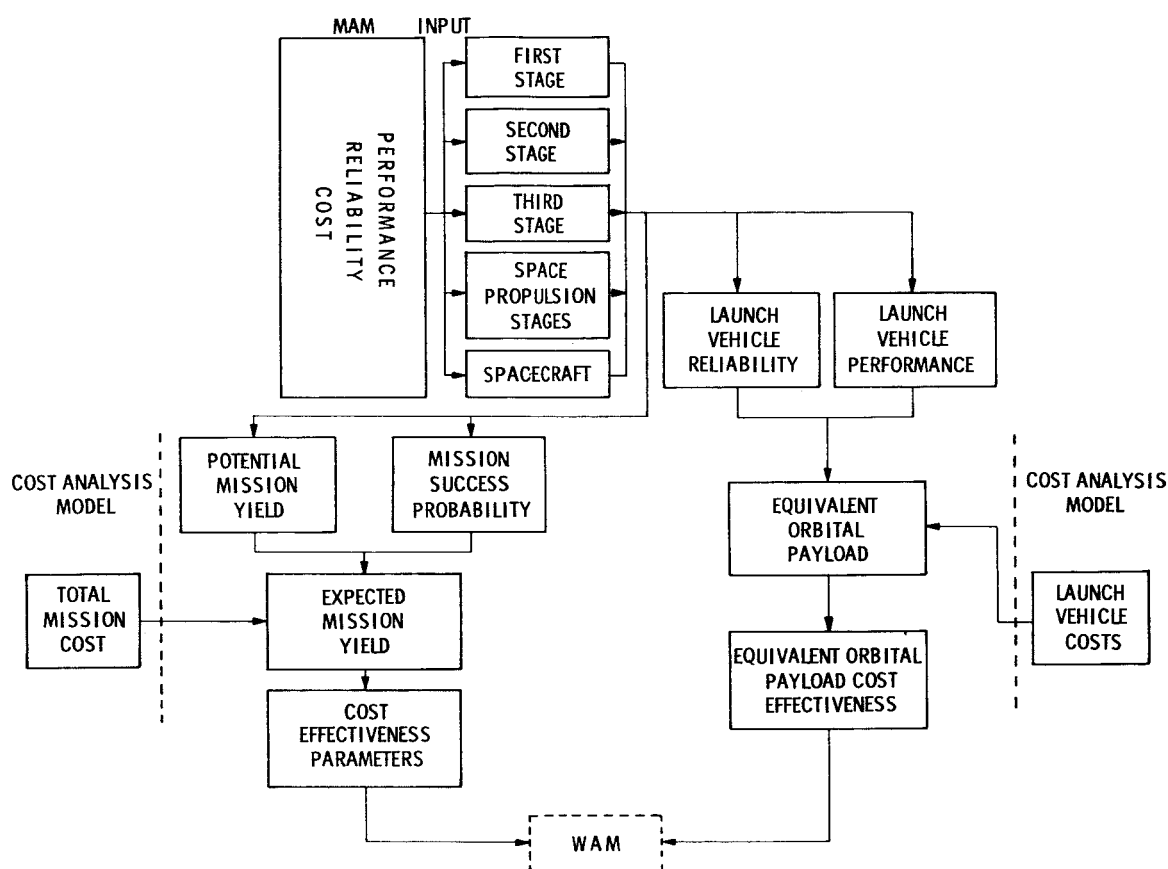 MAM INPUT
PERFORMANCE
RELIABILITY
COST
FIRST
STAGE
SECOND
STAGE
THIRD
STAGE
SPACE
PROPULSION
STAGES
SPACECRAFT
LAUNCH
VEHICLE
RELIABILITY
LAUNCH
VEHICLE
PERFORMANCE
COST ANALYSIS
MODEL
POTENTIAL
MISSION
YIELD
MISSION
SUCCESS
PROBABILITY
EQUIVALENT
ORBITAL
PAYLOAD
COST ANALYSIS
MODEL
TOTAL
MISSION
COST
EXPECTED
MISSION
YIELD
LAUNCH
VEHICLE
COSTS
EQUIVALENT ORBITAL
PAYLOAD COST
EFFECTIVENESS
COST
EFFECTIVENESS
PARAMETERS
WAM